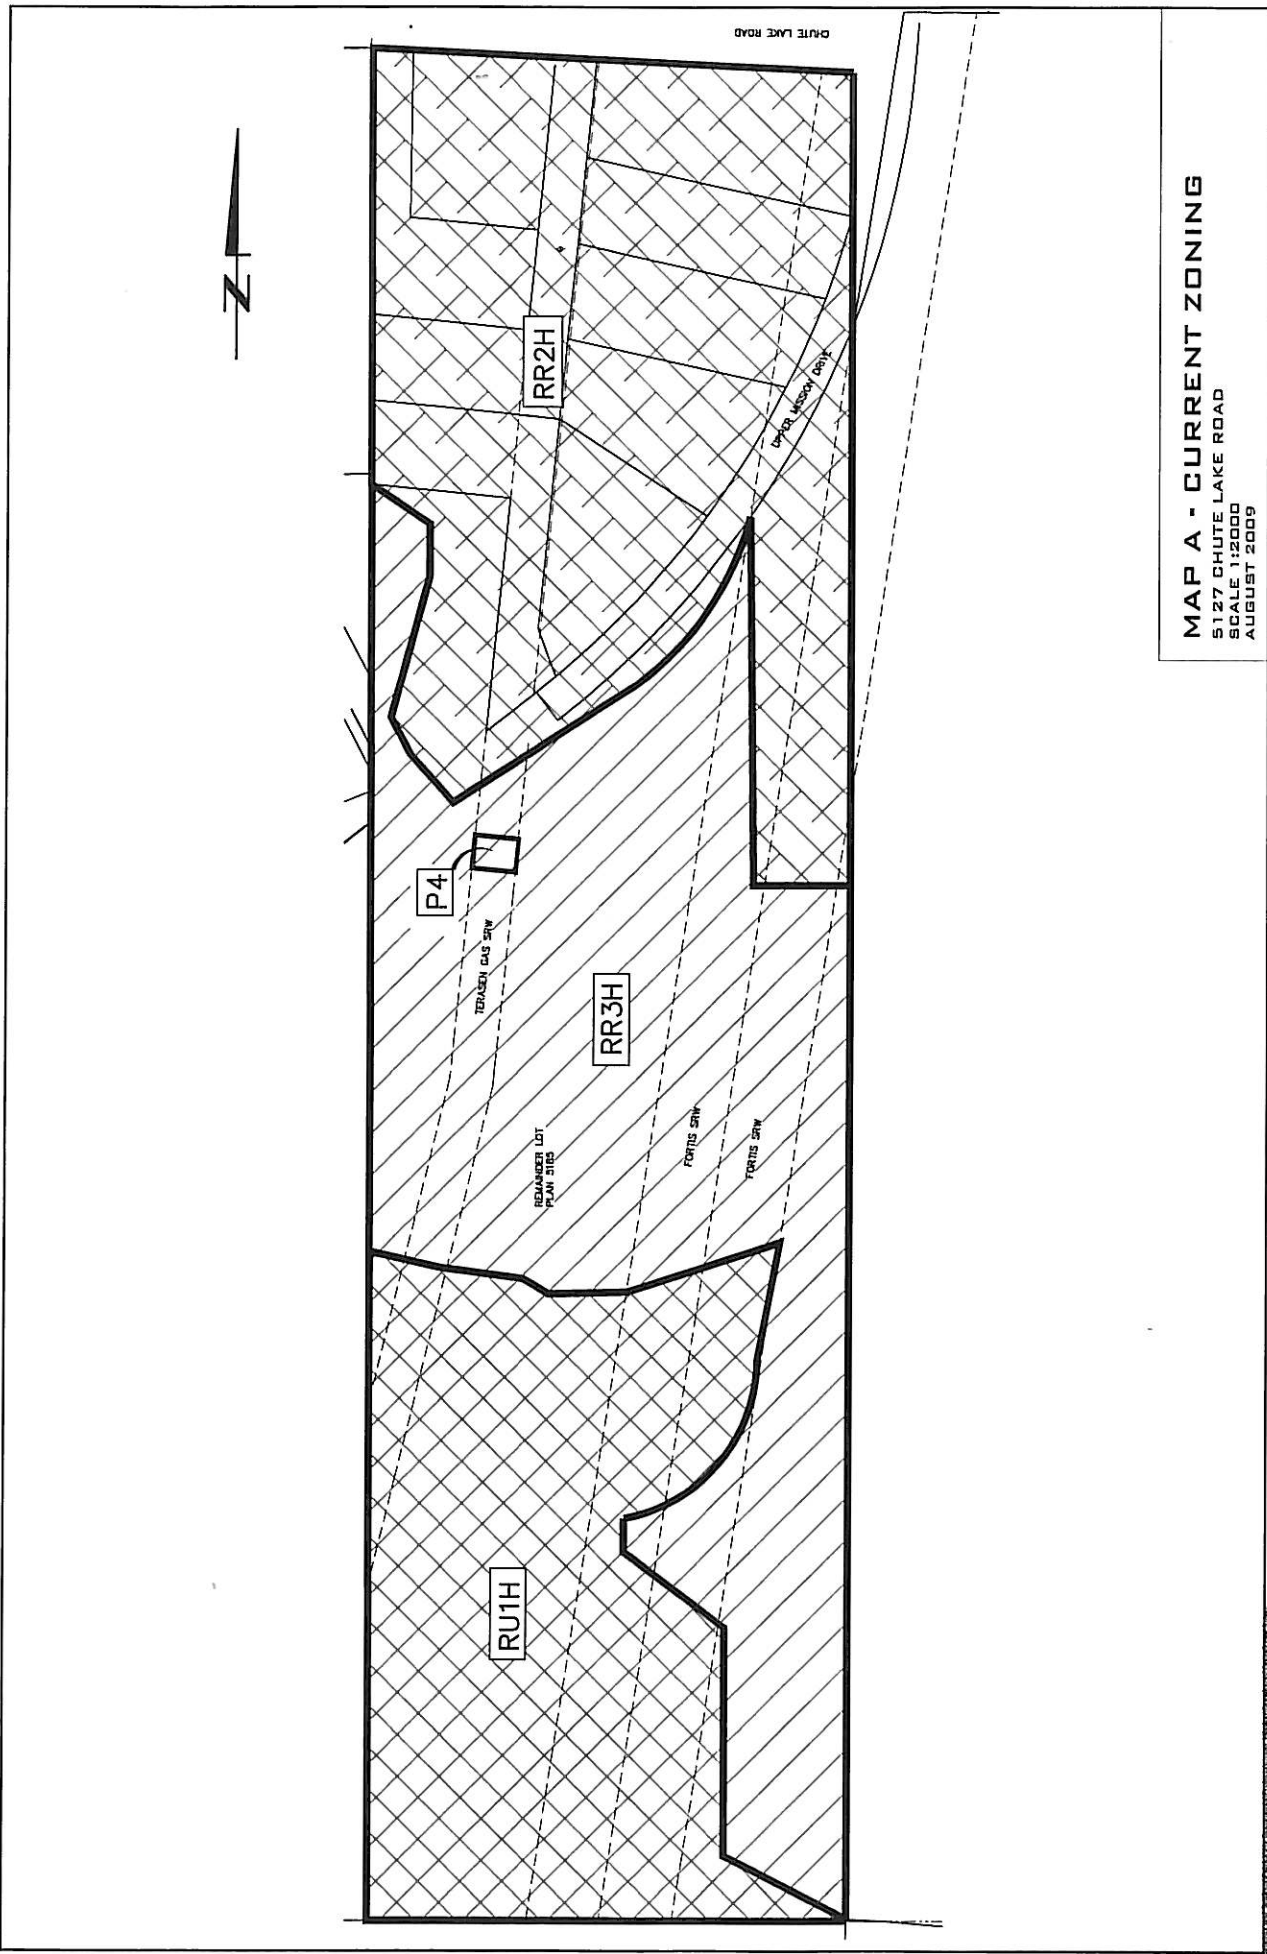 CHUTE LAKE ROAD
N
RR2H
UPPER MISSION DRIVE
P4
TERASEN GAS SRW
RR3H
REMAINDER LOT
PLAN 5165
FORTIS SRW
FORTIS SRW
RU1H
MAP A - CURRENT ZONING
5127 CHUTE LAKE ROAD
SCALE 1:2000
AUGUST 2009